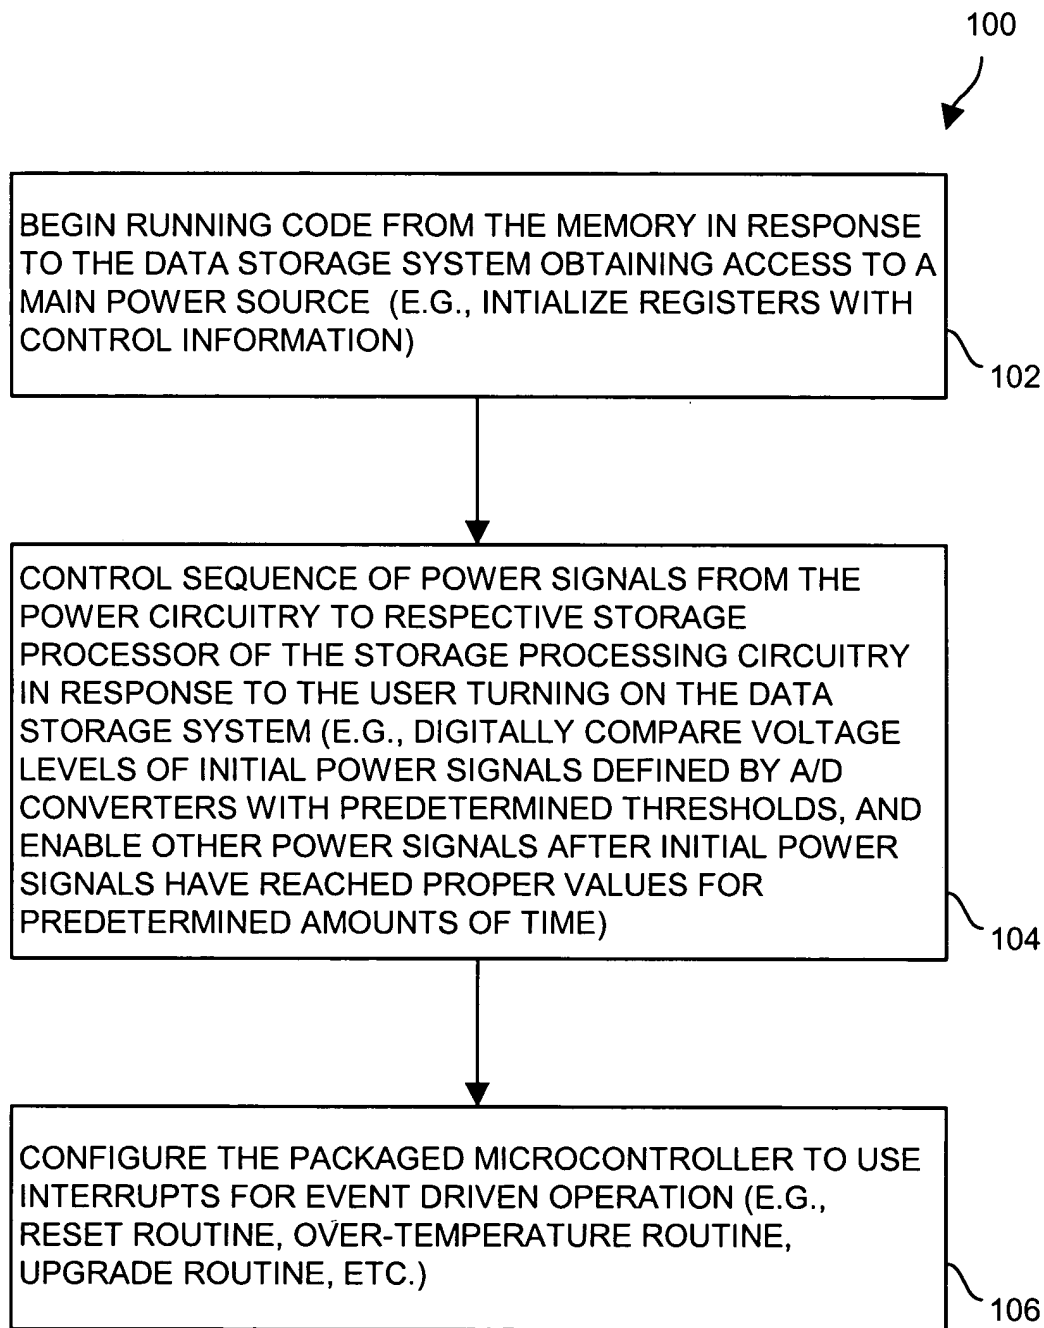 100
BEGIN RUNNING CODE FROM THE MEMORY IN RESPONSE
TO THE DATA STORAGE SYSTEM OBTAINING ACCESS TO A
MAIN POWER SOURCE (E.G., INTIALIZE REGISTERS WITH
CONTROL INFORMATION)
102
CONTROL SEQUENCE OF POWER SIGNALS FROM THE
POWER CIRCUITRY TO RESPECTIVE STORAGE
PROCESSOR OF THE STORAGE PROCESSING CIRCUITRY
IN RESPONSE TO THE USER TURNING ON THE DATA
STORAGE SYSTEM (E.G., DIGITALLY COMPARE VOLTAGE
LEVELS OF INITIAL POWER SIGNALS DEFINED BY A/D
CONVERTERS WITH PREDETERMINED THRESHOLDS, AND
ENABLE OTHER POWER SIGNALS AFTER INITIAL POWER
SIGNALS HAVE REACHED PROPER VALUES FOR
PREDETERMINED AMOUNTS OF TIME)
104
CONFIGURE THE PACKAGED MICROCONTROLLER TO USE
INTERRUPTS FOR EVENT DRIVEN OPERATION (E.G.,
RESET ROUTINE, OVER-TEMPERATURE ROUTINE,
UPGRADE ROUTINE, ETC.)
106